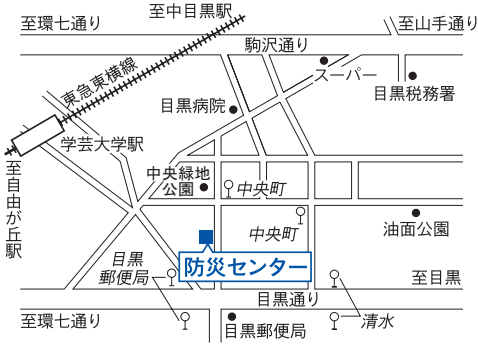 至中目黒駅
至環七通り
至山手通り
駒沢通り
東急東横線
スーパー
目黒税務署
目黒病院
学芸大学駅
至自由が丘駅
中央緑地
公園
中央町
中央町
油面公園
防災センター
目黒
郵便局
至目黒
目黒通り
至環七通り
目黒郵便局
清水